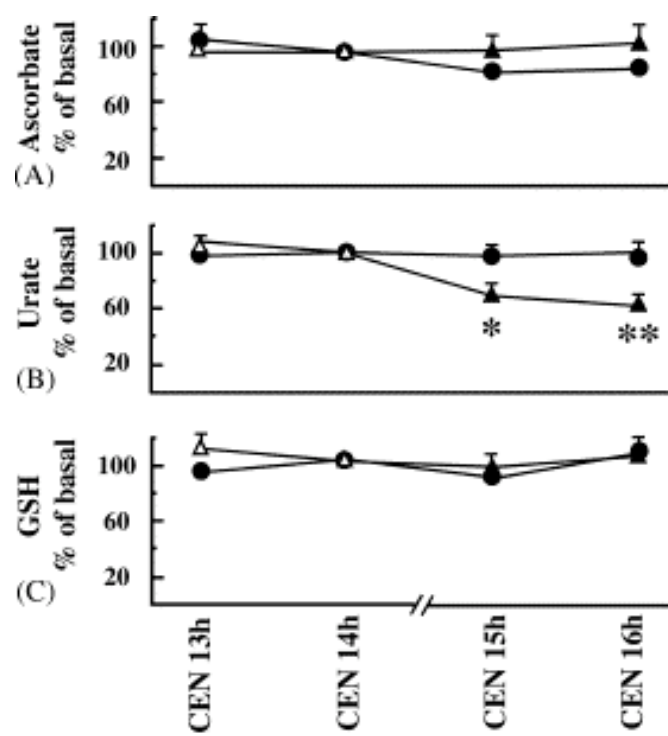 Ascorbate
% of basal
100
60
20
(A)
Urate
% of basal
100
60
20
(B)
*
**
GSH
% of basal
100
60
20
(C)
CEN 13h
CEN 14h
CEN 15h
CEN 16h